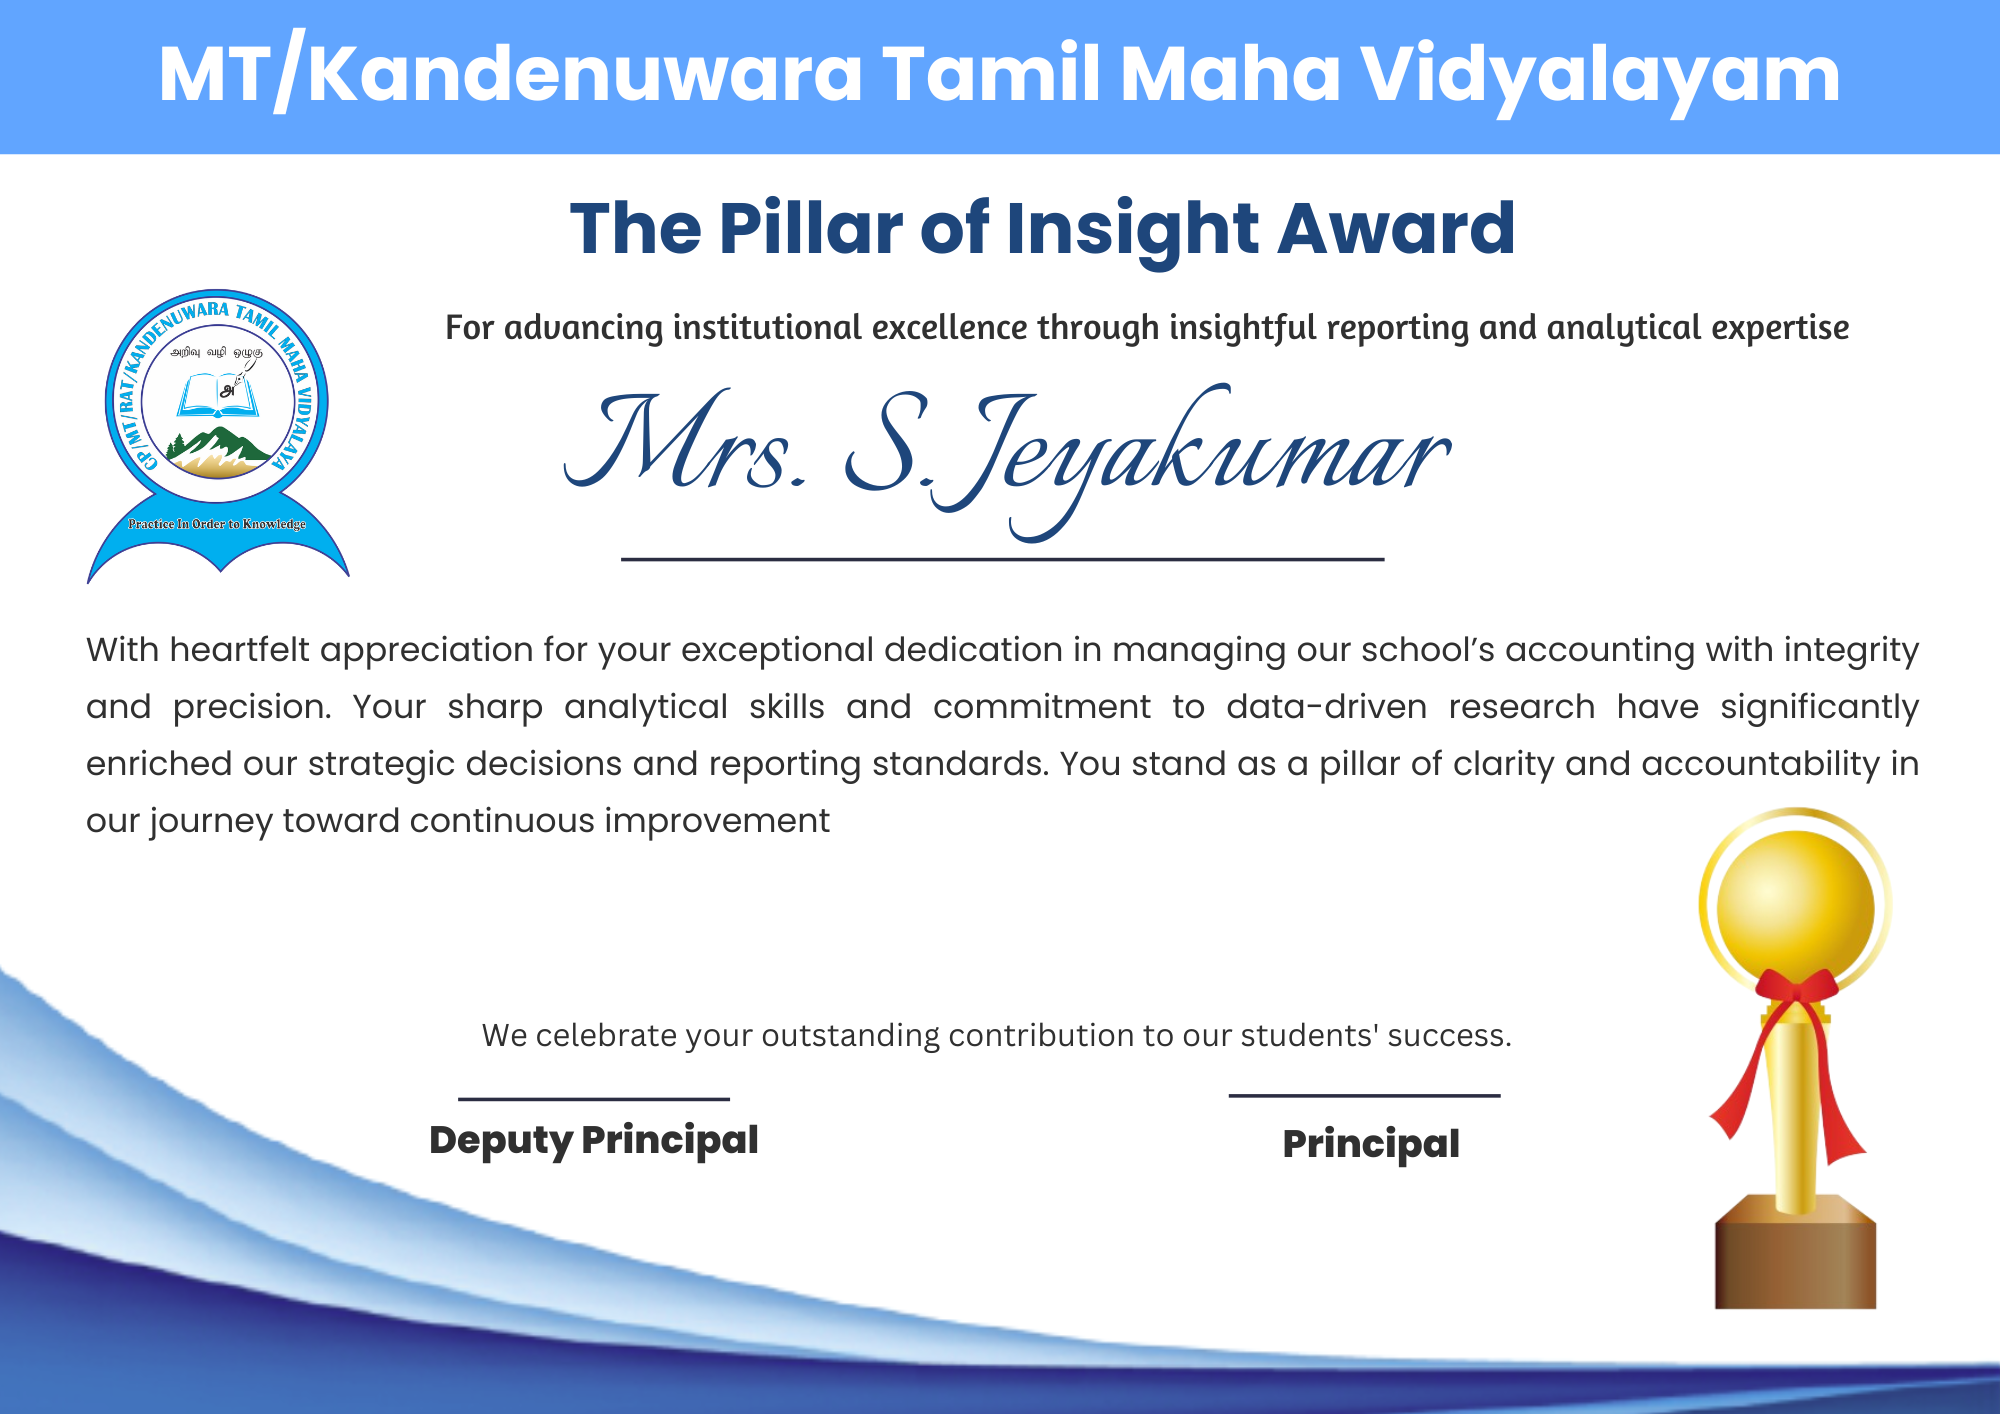 MT/Kandenuwara Tamil Maha Vidyalayam
The Pillar of Insight Award
For advancing institutional excellence through insightful reporting and analytical expertise
CP/MT/RAT/KANDENUWARA TAMIL MAHA VIDYALAYA
அறிவு வழி ஒழுகு
அ
Practice In Order to Knowledge
Mrs. S.Jeyakumar
With heartfelt appreciation for your exceptional dedication in managing our school’s accounting with integrity
and precision. Your sharp analytical skills and commitment to data-driven research have significantly
enriched our strategic decisions and reporting standards. You stand as a pillar of clarity and accountability in
our journey toward continuous improvement
We celebrate your outstanding contribution to our students' success.
Deputy Principal
Principal